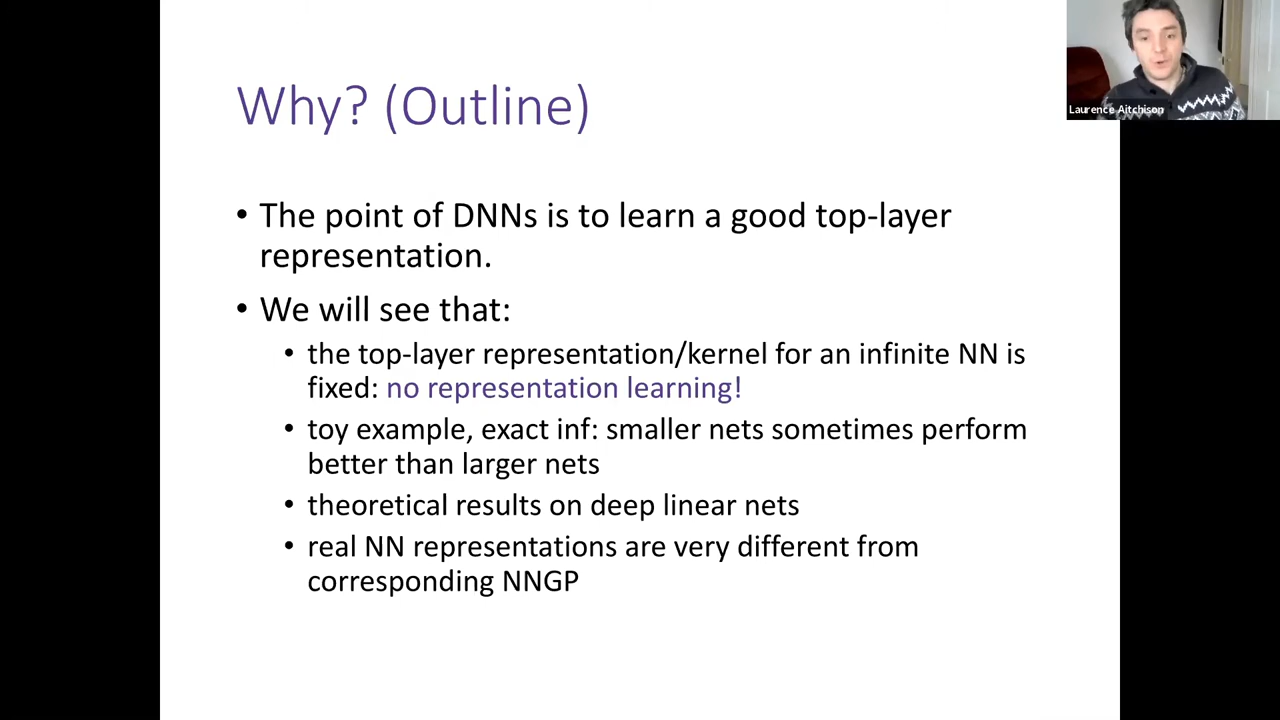 Laurence Aitchison
Why? (Outline)
• The point of DNNs is to learn a good top-layer
representation.
• We will see that:
• the top-layer representation/kernel for an infinite NN is
fixed: no representation learning!
• toy example, exact inf: smaller nets sometimes perform
better than larger nets
• theoretical results on deep linear nets
• real NN representations are very different from
corresponding NNGP